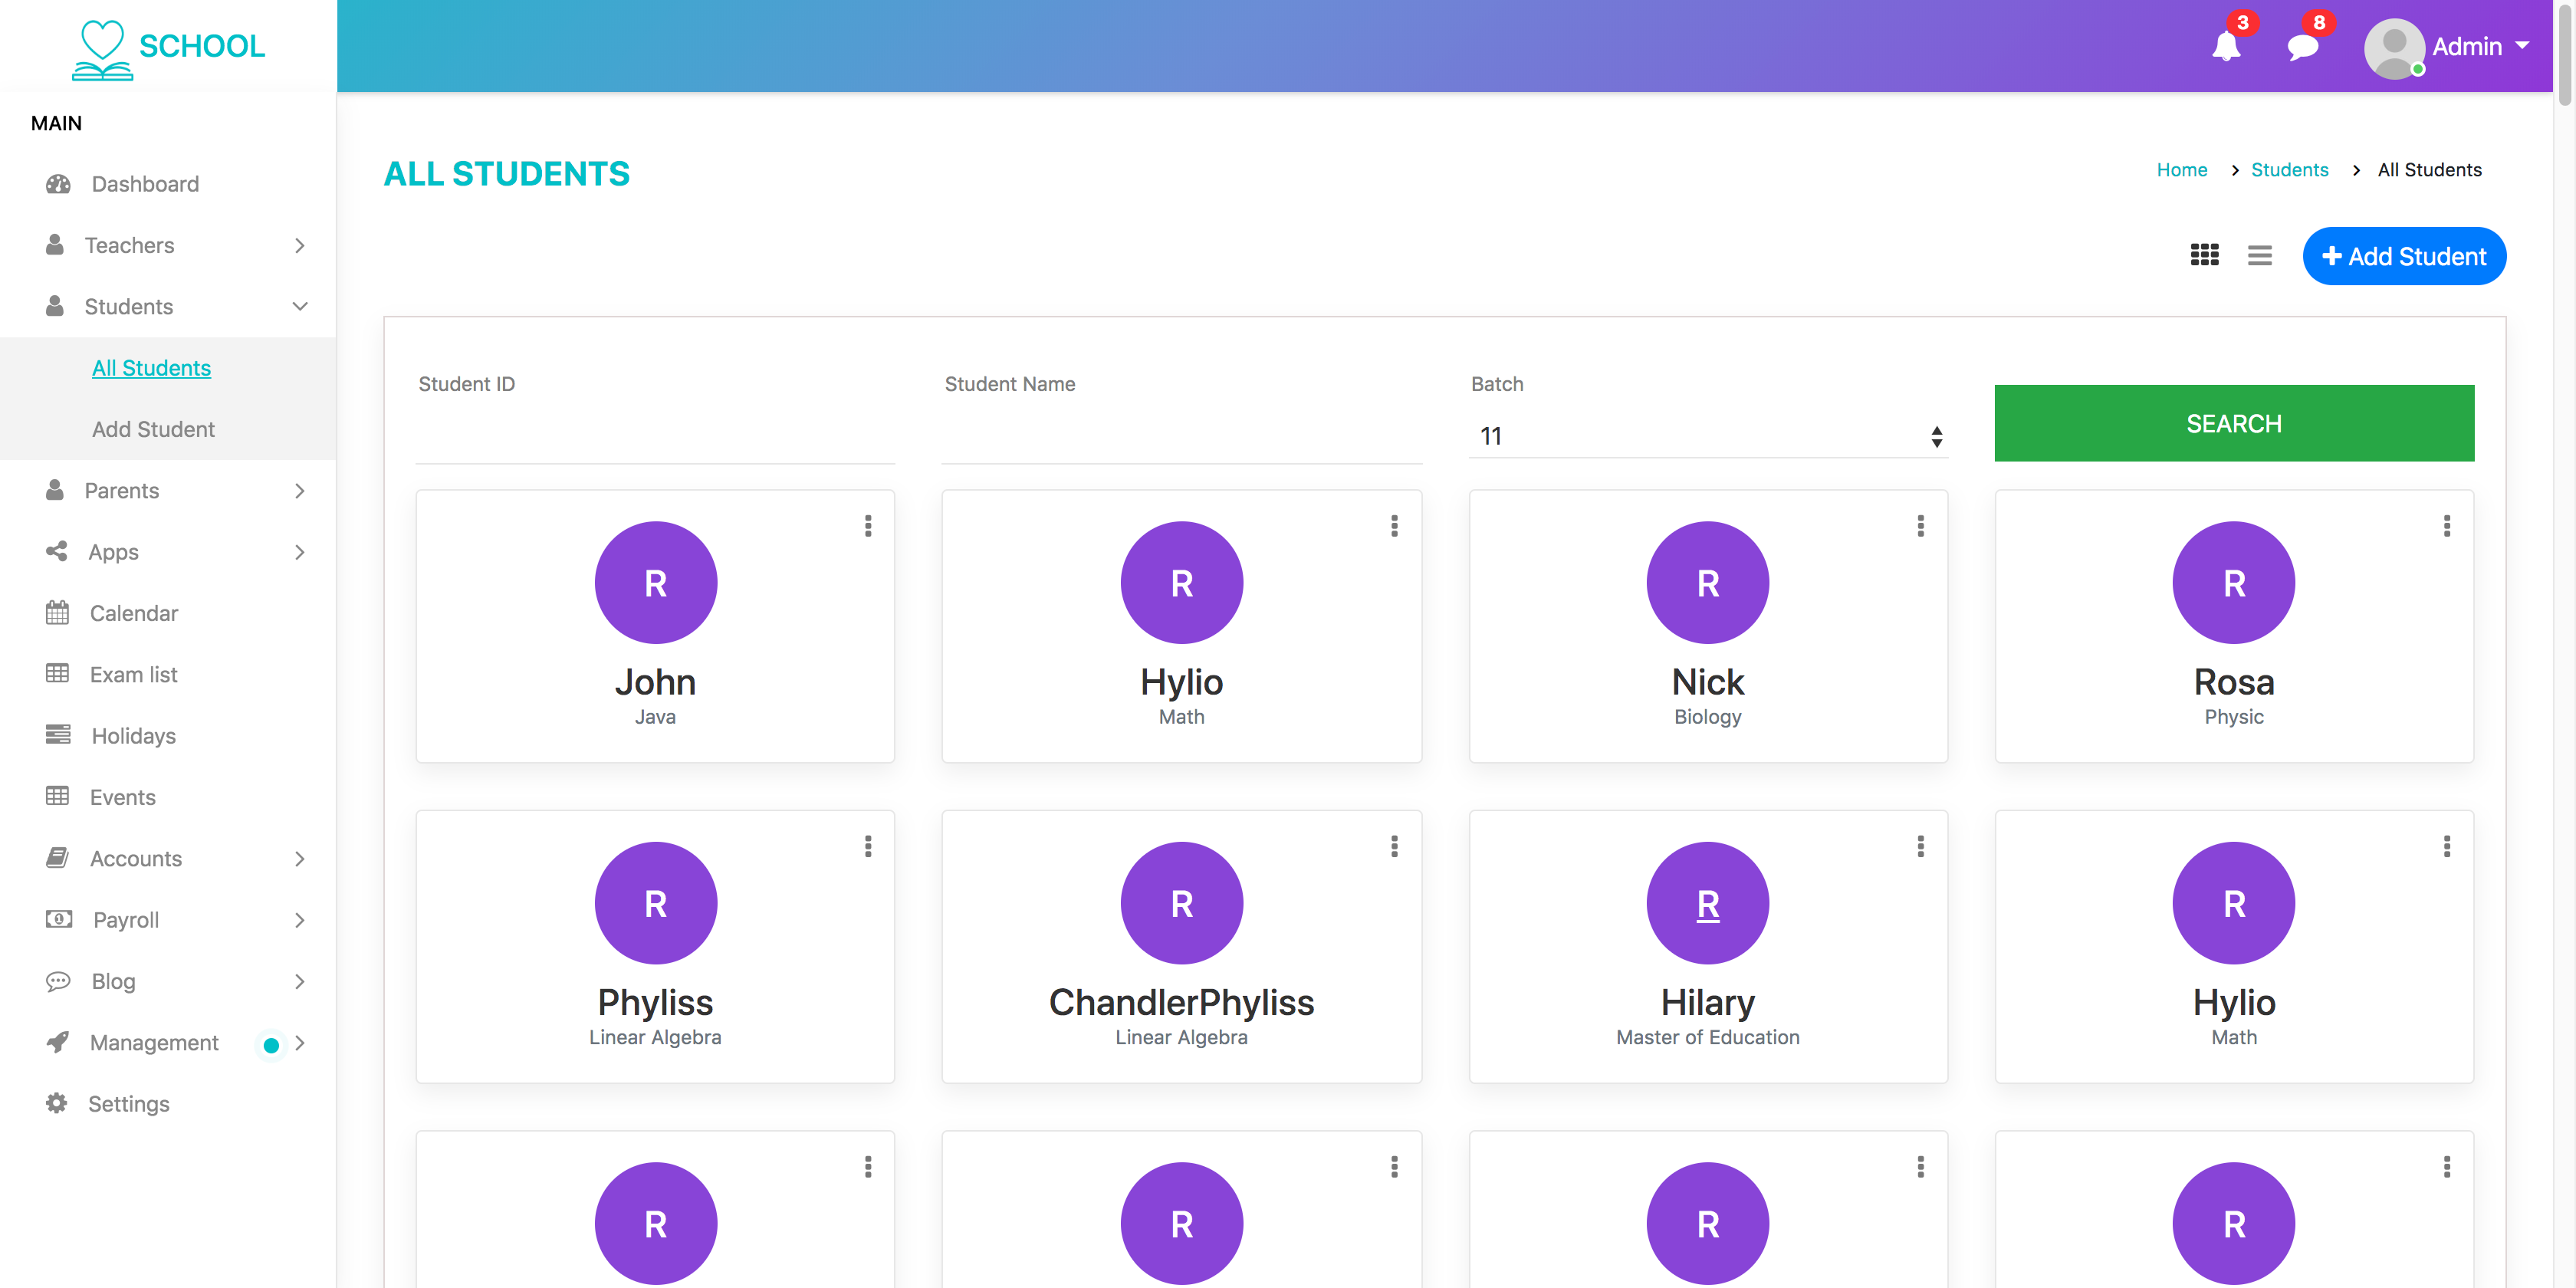 SCHOOL
3
8
Admin
MAIN
Dashboard
Teachers
Students
All Students
Add Student
Parents
Apps
Calendar
Exam list
Holidays
Events
Accounts
Payroll
Blog
Management
Settings
ALL STUDENTS
Home > Students > All Students
+ Add Student
Student ID
Student Name
Batch
11
SEARCH
R
John
Java
R
Hylio
Math
R
Nick
Biology
R
Rosa
Physic
R
Phyliss
Linear Algebra
R
ChandlerPhyliss
Linear Algebra
R
Hilary
Master of Education
R
Hylio
Math
R
R
R
R